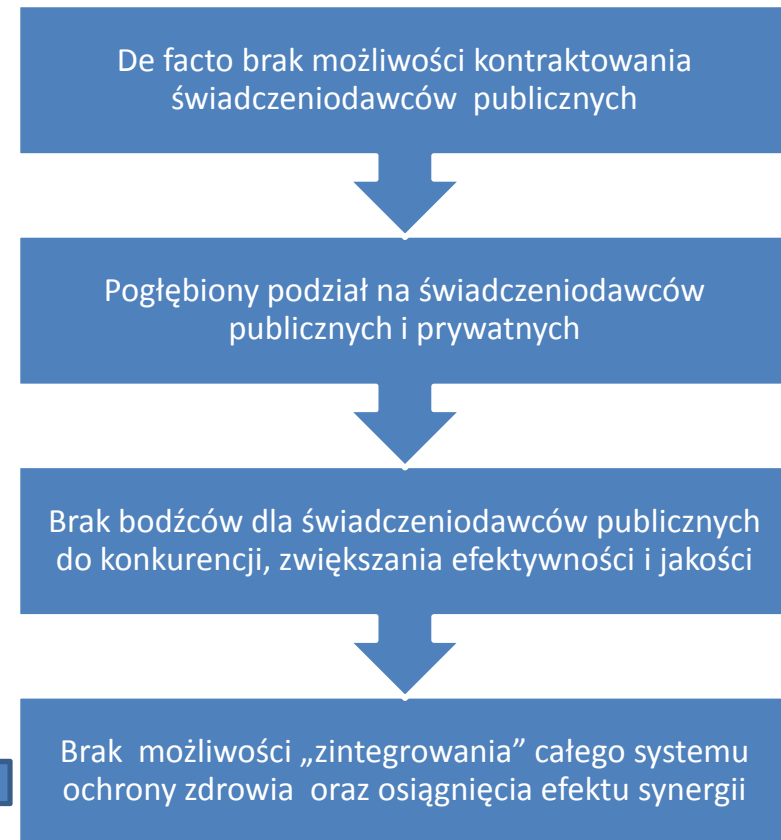 De facto brak możliwości kontraktowania
świadczeniodawców publicznych
Pogłębiony podział na świadczeniodawców
publicznych i prywatnych
Brak bodźców dla świadczeniodawców publicznych
do konkurencji, zwiększania efektywności i jakości
Brak możliwości „zintegrowania” całego systemu
ochrony zdrowia oraz osiągnięcia efektu synergii